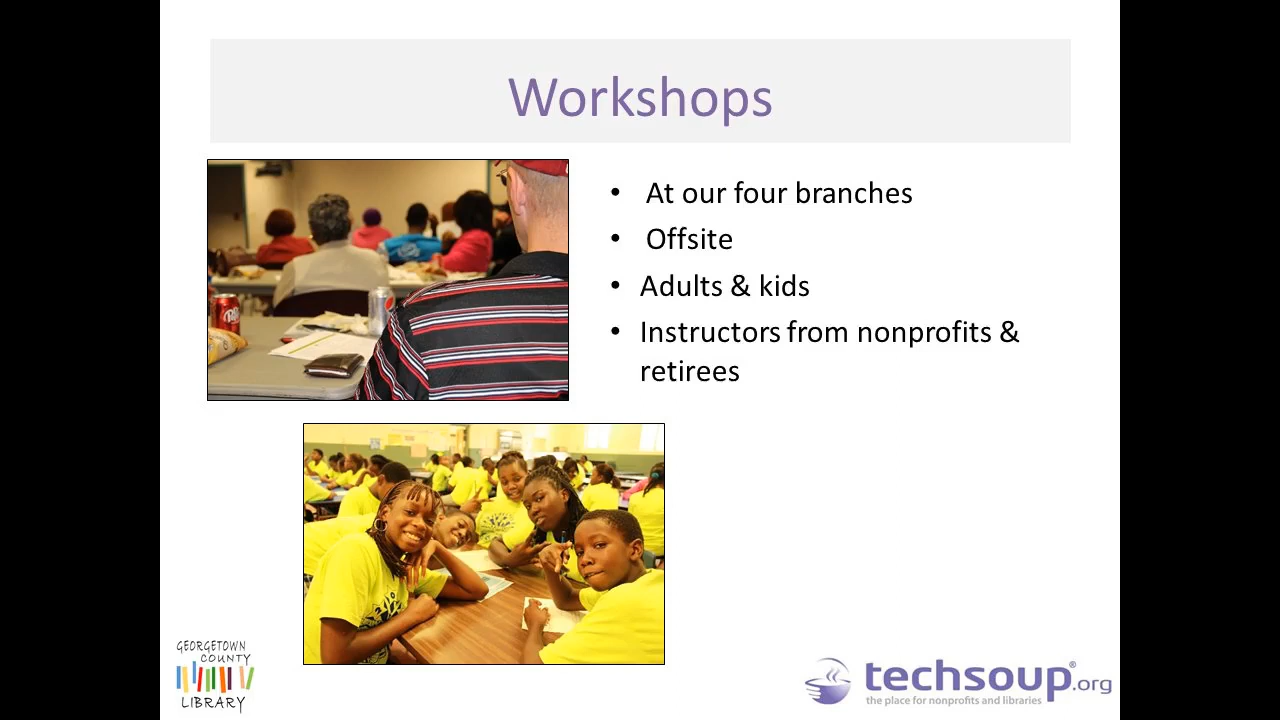 Workshops
• At our four branches
• Offsite
• Adults & kids
• Instructors from nonprofits &
retirees
GEORGETOWN
COUNTY
LIBRARY
techsoup®.org
the place for nonprofits and libraries